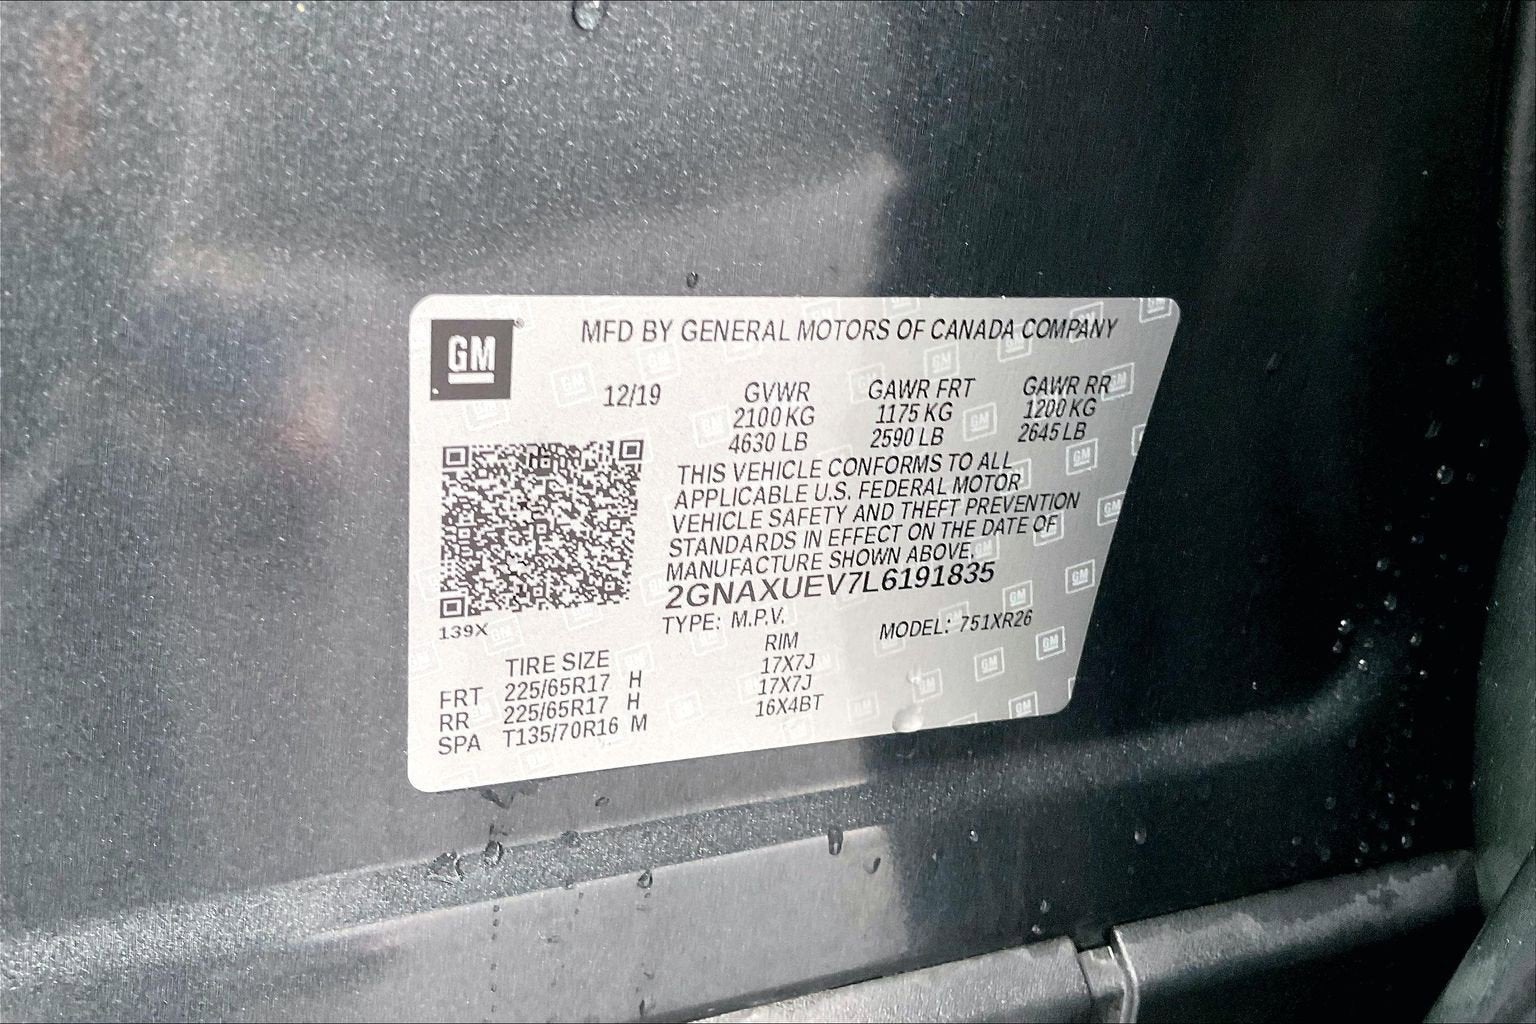 GM
MFD BY GENERAL MOTORS OF CANADA COMPANY
12/19 GVWR GAWR FRT GAWR RR
2100 KG 1175 KG 1200 KG
4630 LB 2590 LB 2645 LB
THIS VEHICLE CONFORMS TO ALL
APPLICABLE U.S. FEDERAL MOTOR
VEHICLE SAFETY AND THEFT PREVENTION
STANDARDS IN EFFECT ON THE DATE OF
MANUFACTURE SHOWN ABOVE.
2GNAXUEV7L6191835
139X
TYPE: M.P.V. MODEL: 751XR26
TIRE SIZE RIM
FRT 225/65R17 H 17X7J
RR 225/65R17 H 17X7J
SPA T135/70R16 M 16X4BT